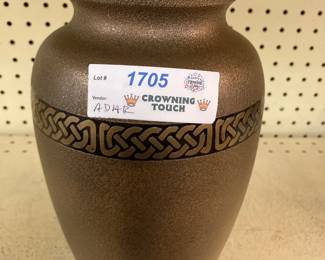 Lot # 1705
Vendor: ADHR
CROWNING
TOUCH